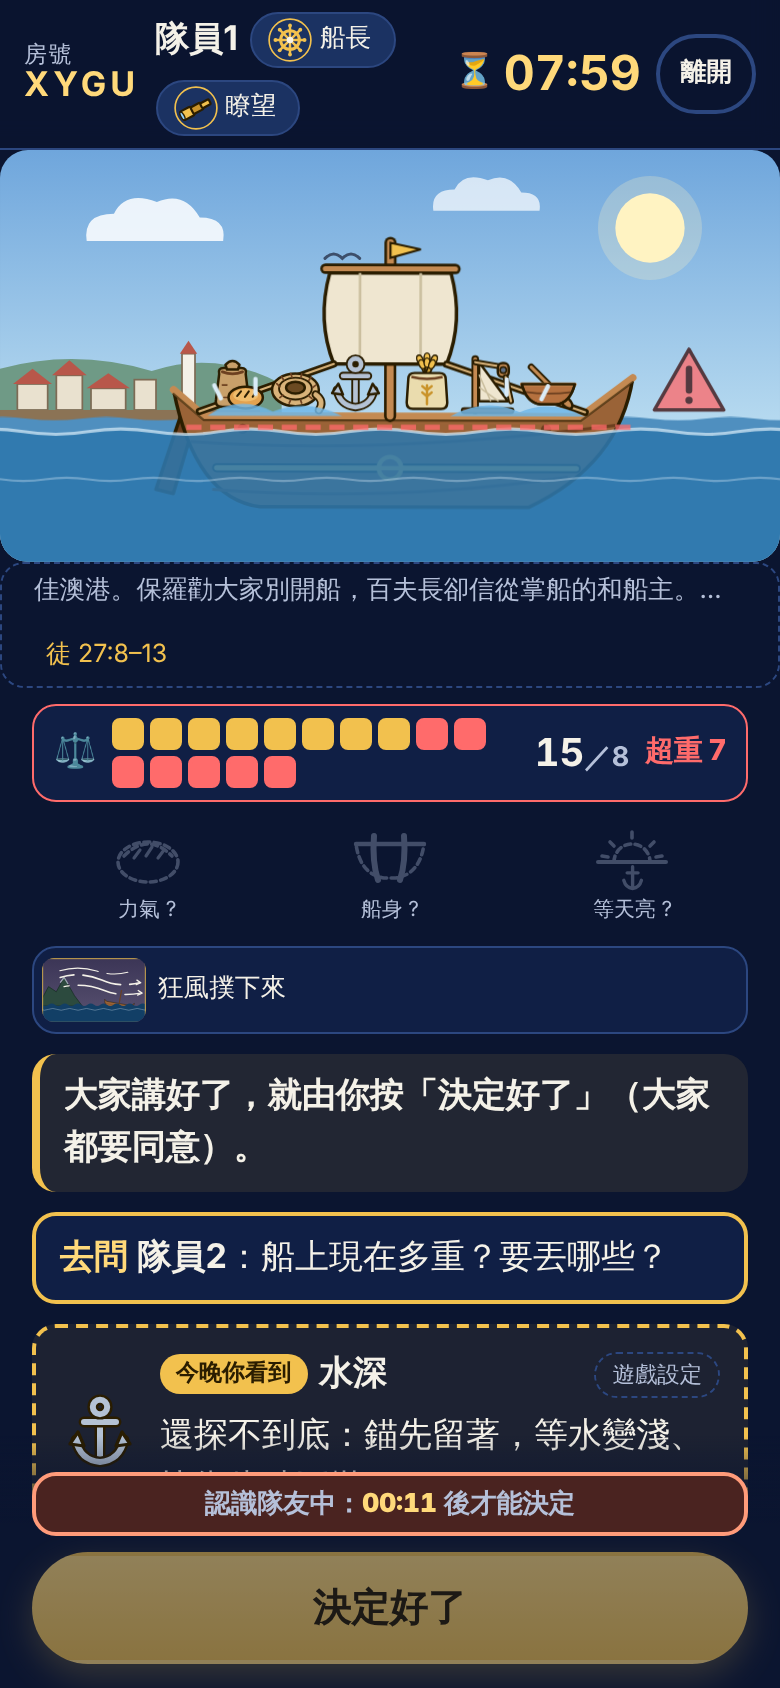 房號
XYGU
隊員1
船長
瞭望
07:59
離開
佳澳港。保羅勸大家別開船，百夫長卻信從掌船的和船主。...
徒 27:8–13
15／8 超重 7
力氣？
船身？
等天亮？
狂風撲下來
大家講好了，就由你按「決定好了」（大家
都要同意）。
去問 隊員2：船上現在多重？要丟哪些？
今晚你看到 水深
遊戲設定
還探不到底：錨先留著，等水變淺、
認識隊友中：00:11 後才能決定
決定好了